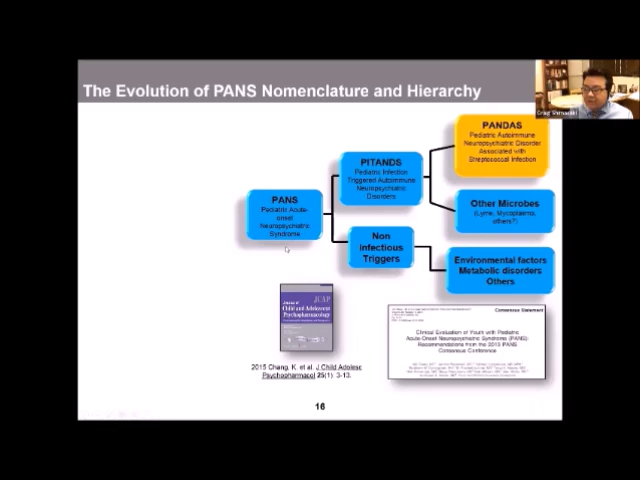 The Evolution of PANS Nomenclature and Hierarchy
PANDAS
Pediatric Autoimmune
Neuropsychiatric Disorder
Associated with
Streptococcal Infection
PITANDS
Pediatric Infection
Triggered Autoimmune
Neuropsychiatric
Disorders
PANS
Pediatric Acute-
onset
Neuropsychiatric
Syndrome
Other Microbes
(Lyme, Mycoplasma,
others?)
Non
Infectious
Triggers
Environmental factors
Metabolic disorders
Others
JCAP
Journal of
Child and Adolescent
Psychopharmacology
Consensus Statement
Clinical Evaluation of Youth with Pediatric
Acute-Onset Neuropsychiatric Syndrome (PANS):
Recommendations from the 2013 PANS
Consensus Conference
2015 Chang, K. et al. J Child Adolesc
Psychopharmacol 25(1): 3-13.
16